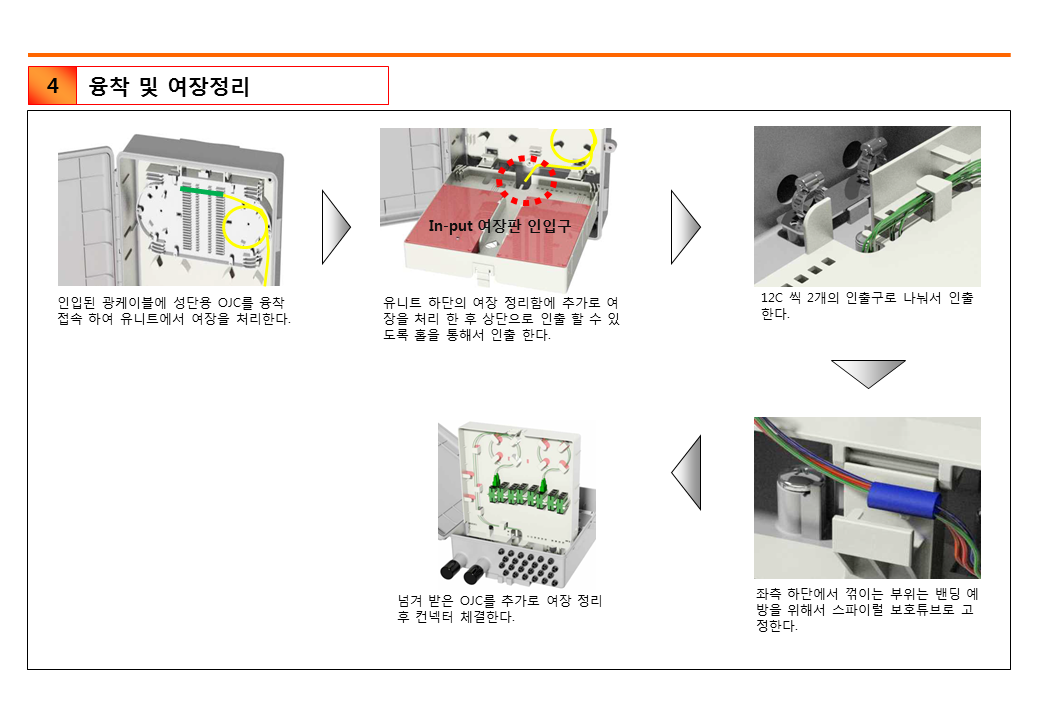 4
융착 및 여장정리
In-put 여장판 인입구
인입된 광케이블에 성단용 OJC를 융착
접속 하여 유니트에서 여장을 처리한다.
유니트 하단의 여장 정리함에 추가로 여
장을 처리 한 후 상단으로 인출 할 수 있
도록 홀을 통해서 인출 한다.
12C 씩 2개의 인출구로 나눠서 인출
한다.
좌측 하단에서 꺾이는 부위는 밴딩 예
방을 위해서 스파이럴 보호튜브로 고
정한다.
넘겨 받은 OJC를 추가로 여장 정리
후 컨넥터 체결한다.